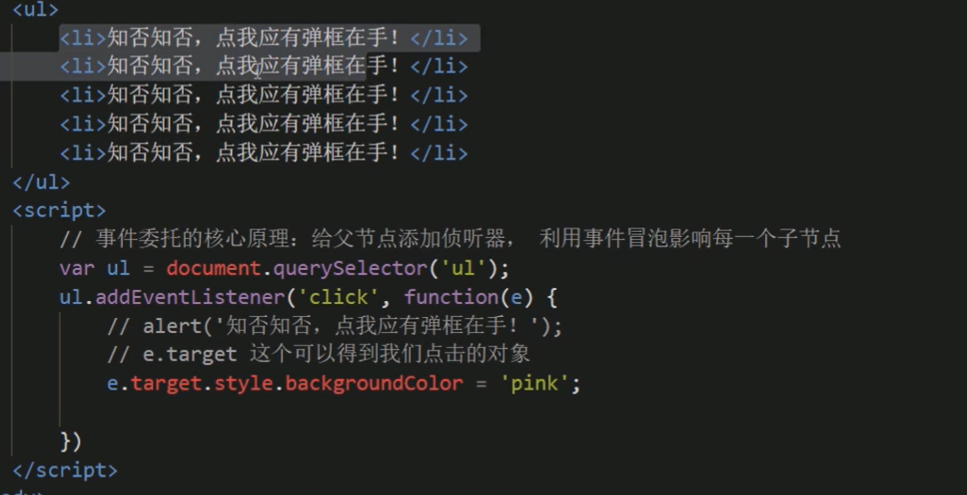 <ul>
<li>知否知否，点我应有弹框在手！</li>
<li>知否知否，点我应有弹框在手！</li>
<li>知否知否，点我应有弹框在手！</li>
<li>知否知否，点我应有弹框在手！</li>
<li>知否知否，点我应有弹框在手！</li>
</ul>
<script>
// 事件委托的核心原理：给父节点添加侦听器， 利用事件冒泡影响每一个子节点
var ul = document.querySelector('ul');
ul.addEventListener('click', function(e) {
// alert('知否知否，点我应有弹框在手！');
// e.target 这个可以得到我们点击的对象
e.target.style.backgroundColor = 'pink';
})
</script>